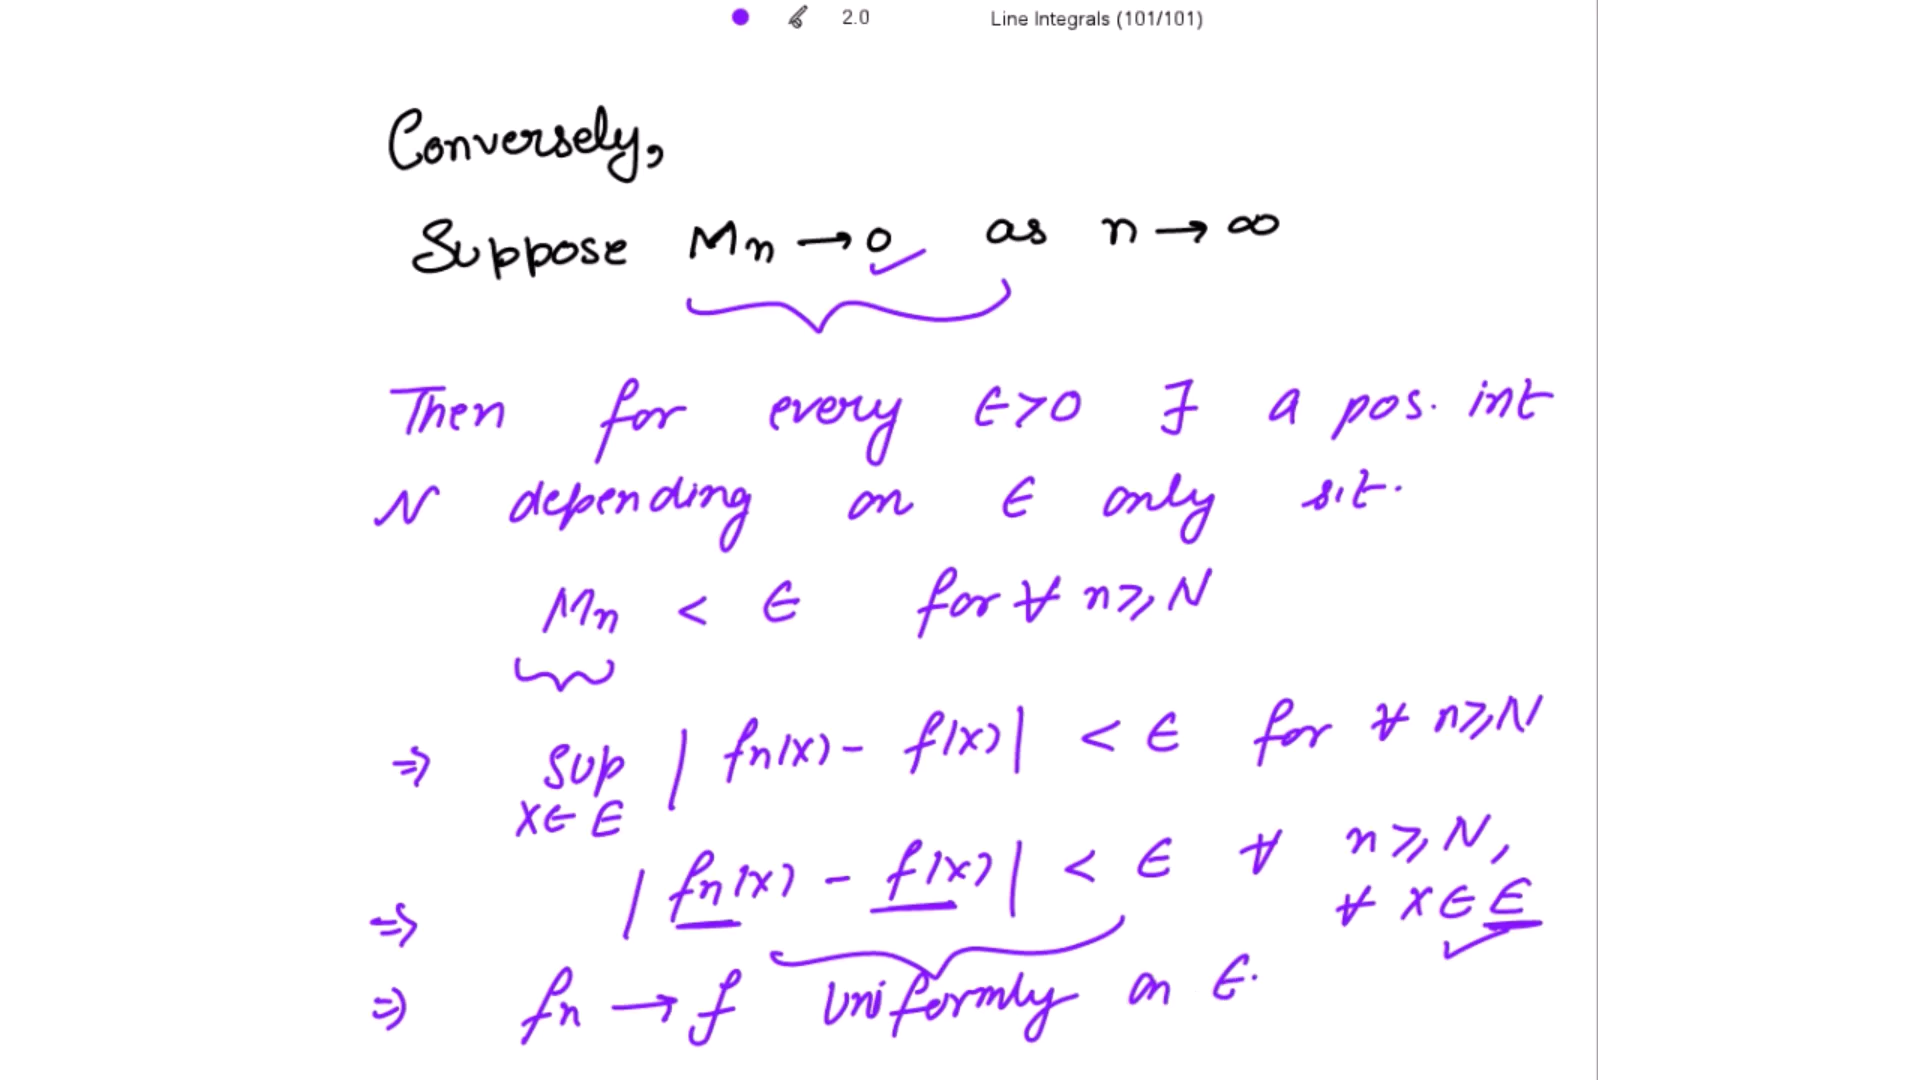 2.0 Line Integrals (101/101)
Conversely,
Suppose Mn → 0 as n → ∞
Then for every ϵ>0 ∃ a pos. int
N depending on ϵ only s.t.
Mn < ϵ for ∀ n≥N
⇒ sup | fn(x) - f(x)| < ϵ for ∀ n≥N
x∈E
⇒ | fn(x) - f(x)| < ϵ ∀ n≥N,
∀ x∈E
⇒ fn → f Uniformly on E.